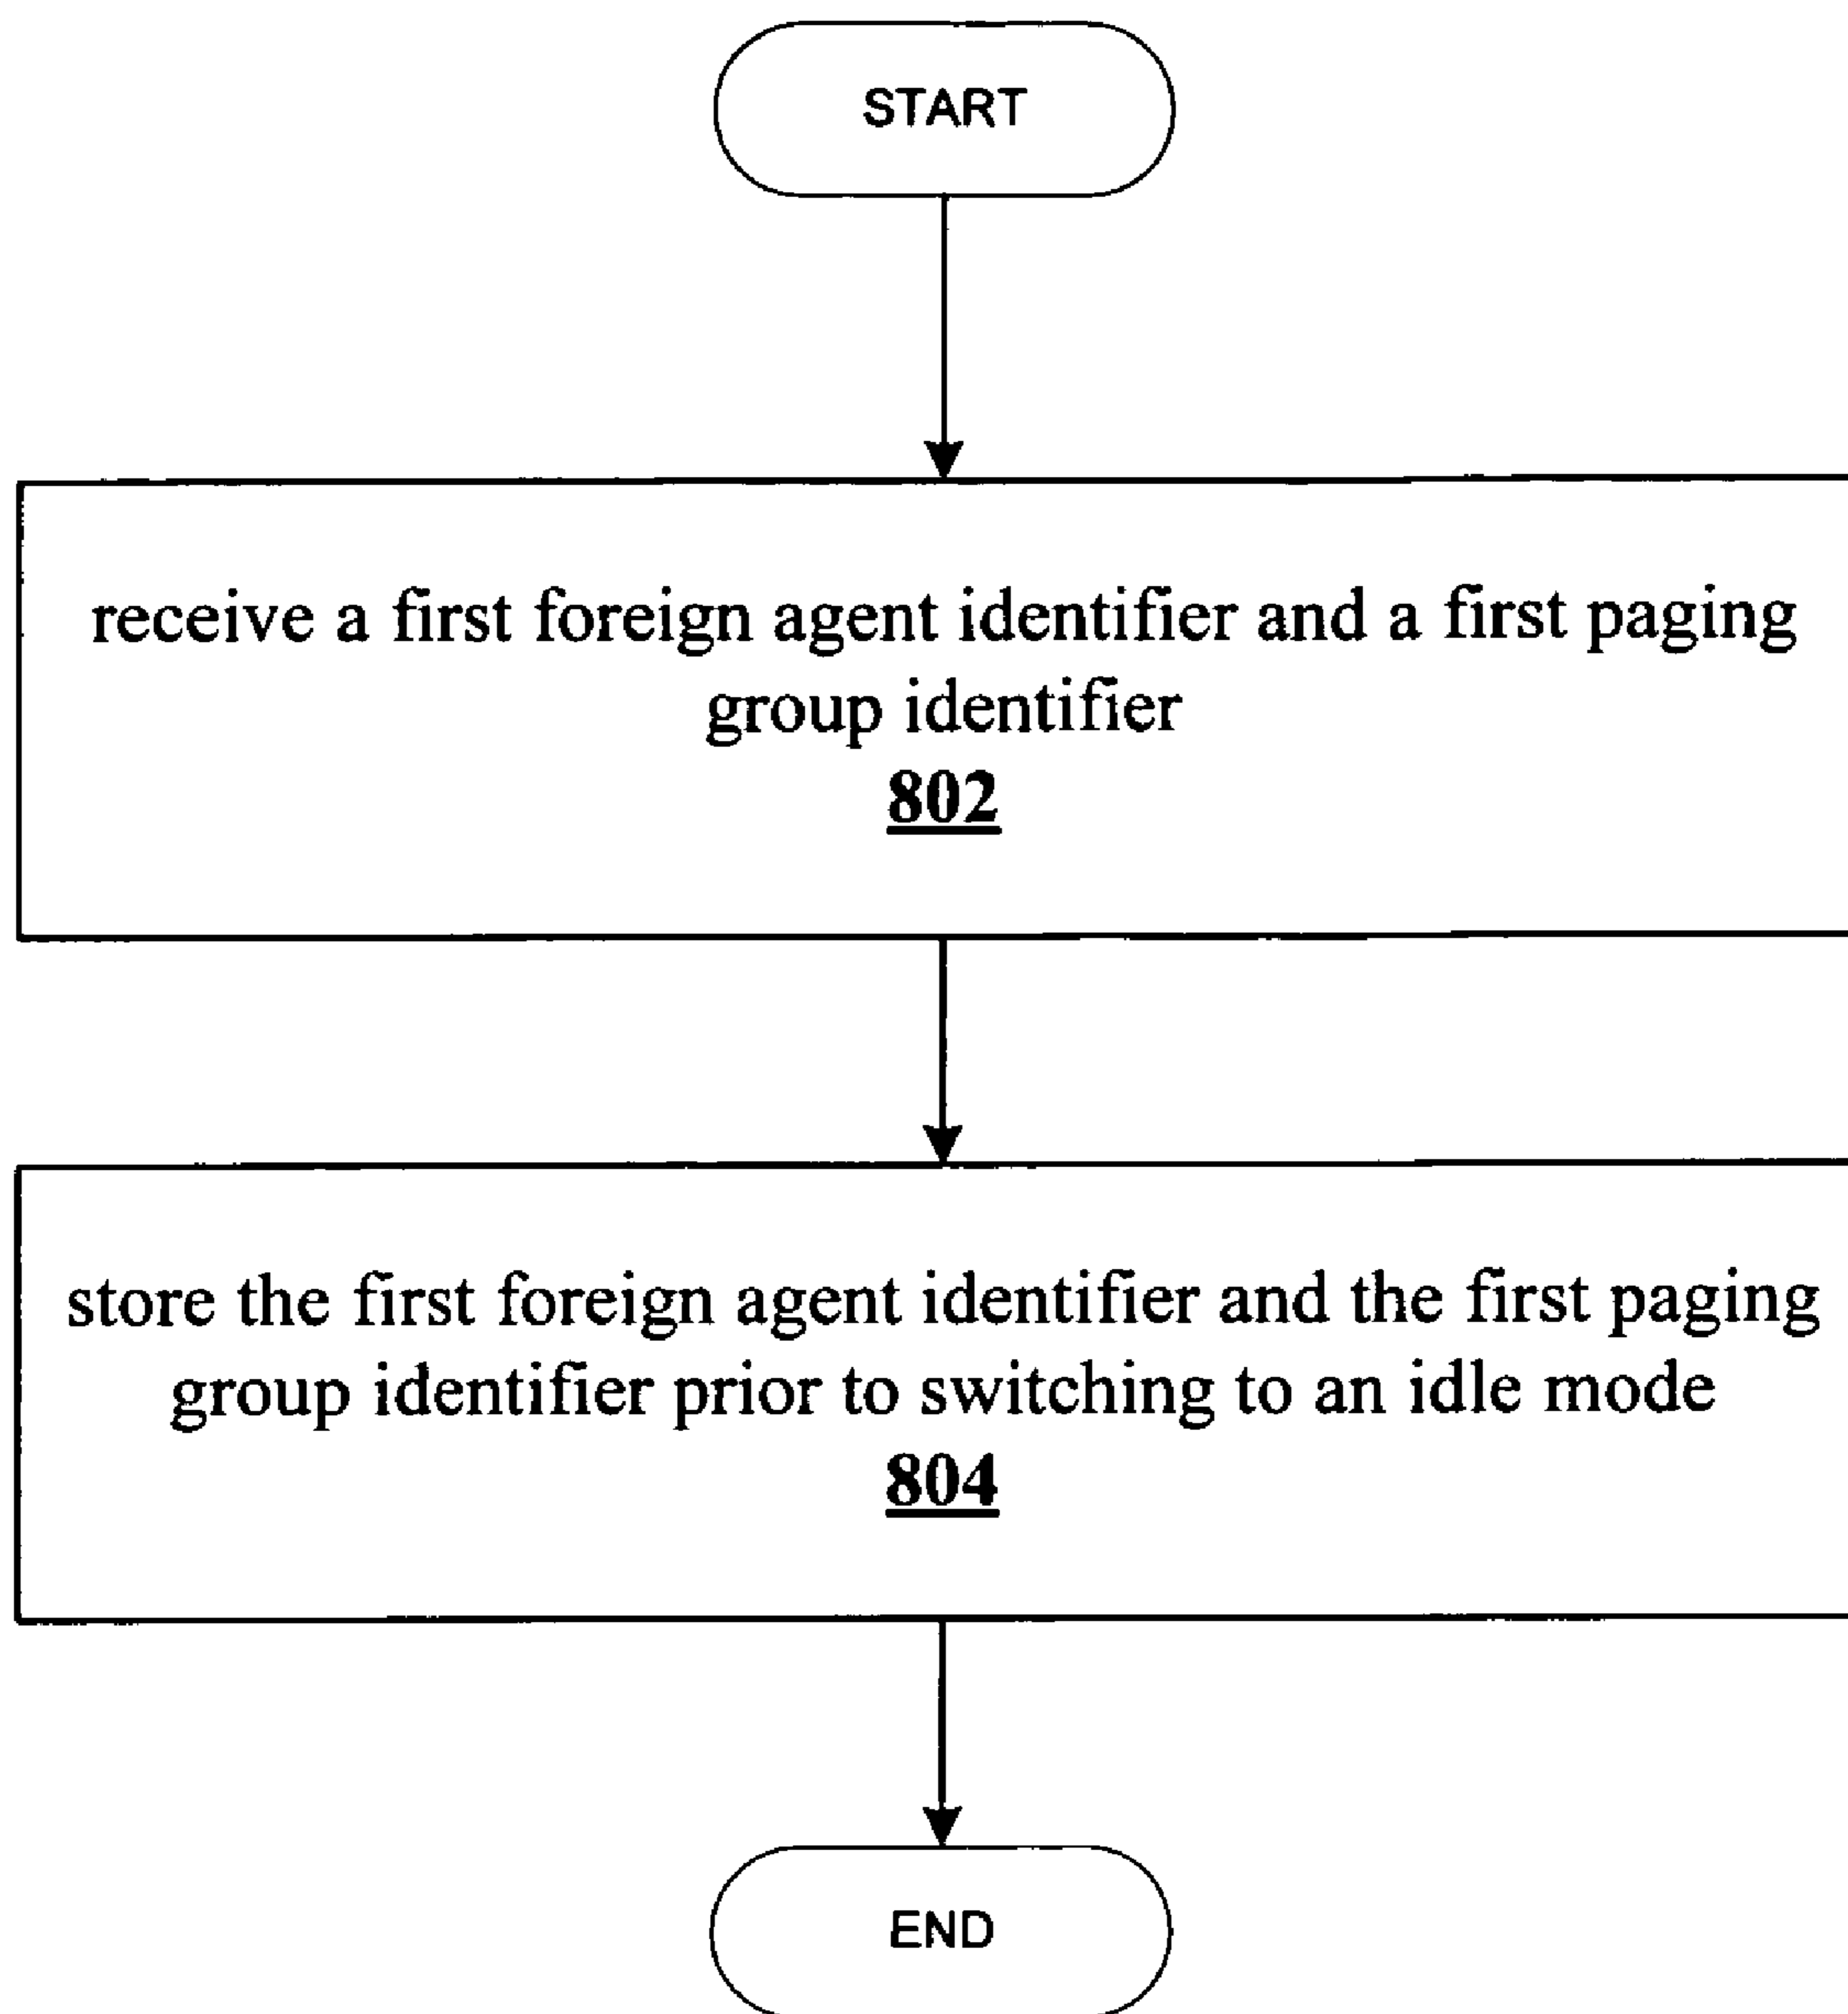 START
receive a first foreign agent identifier and a first paging
group identifier
802
store the first foreign agent identifier and the first paging
group identifier prior to switching to an idle mode
804
END